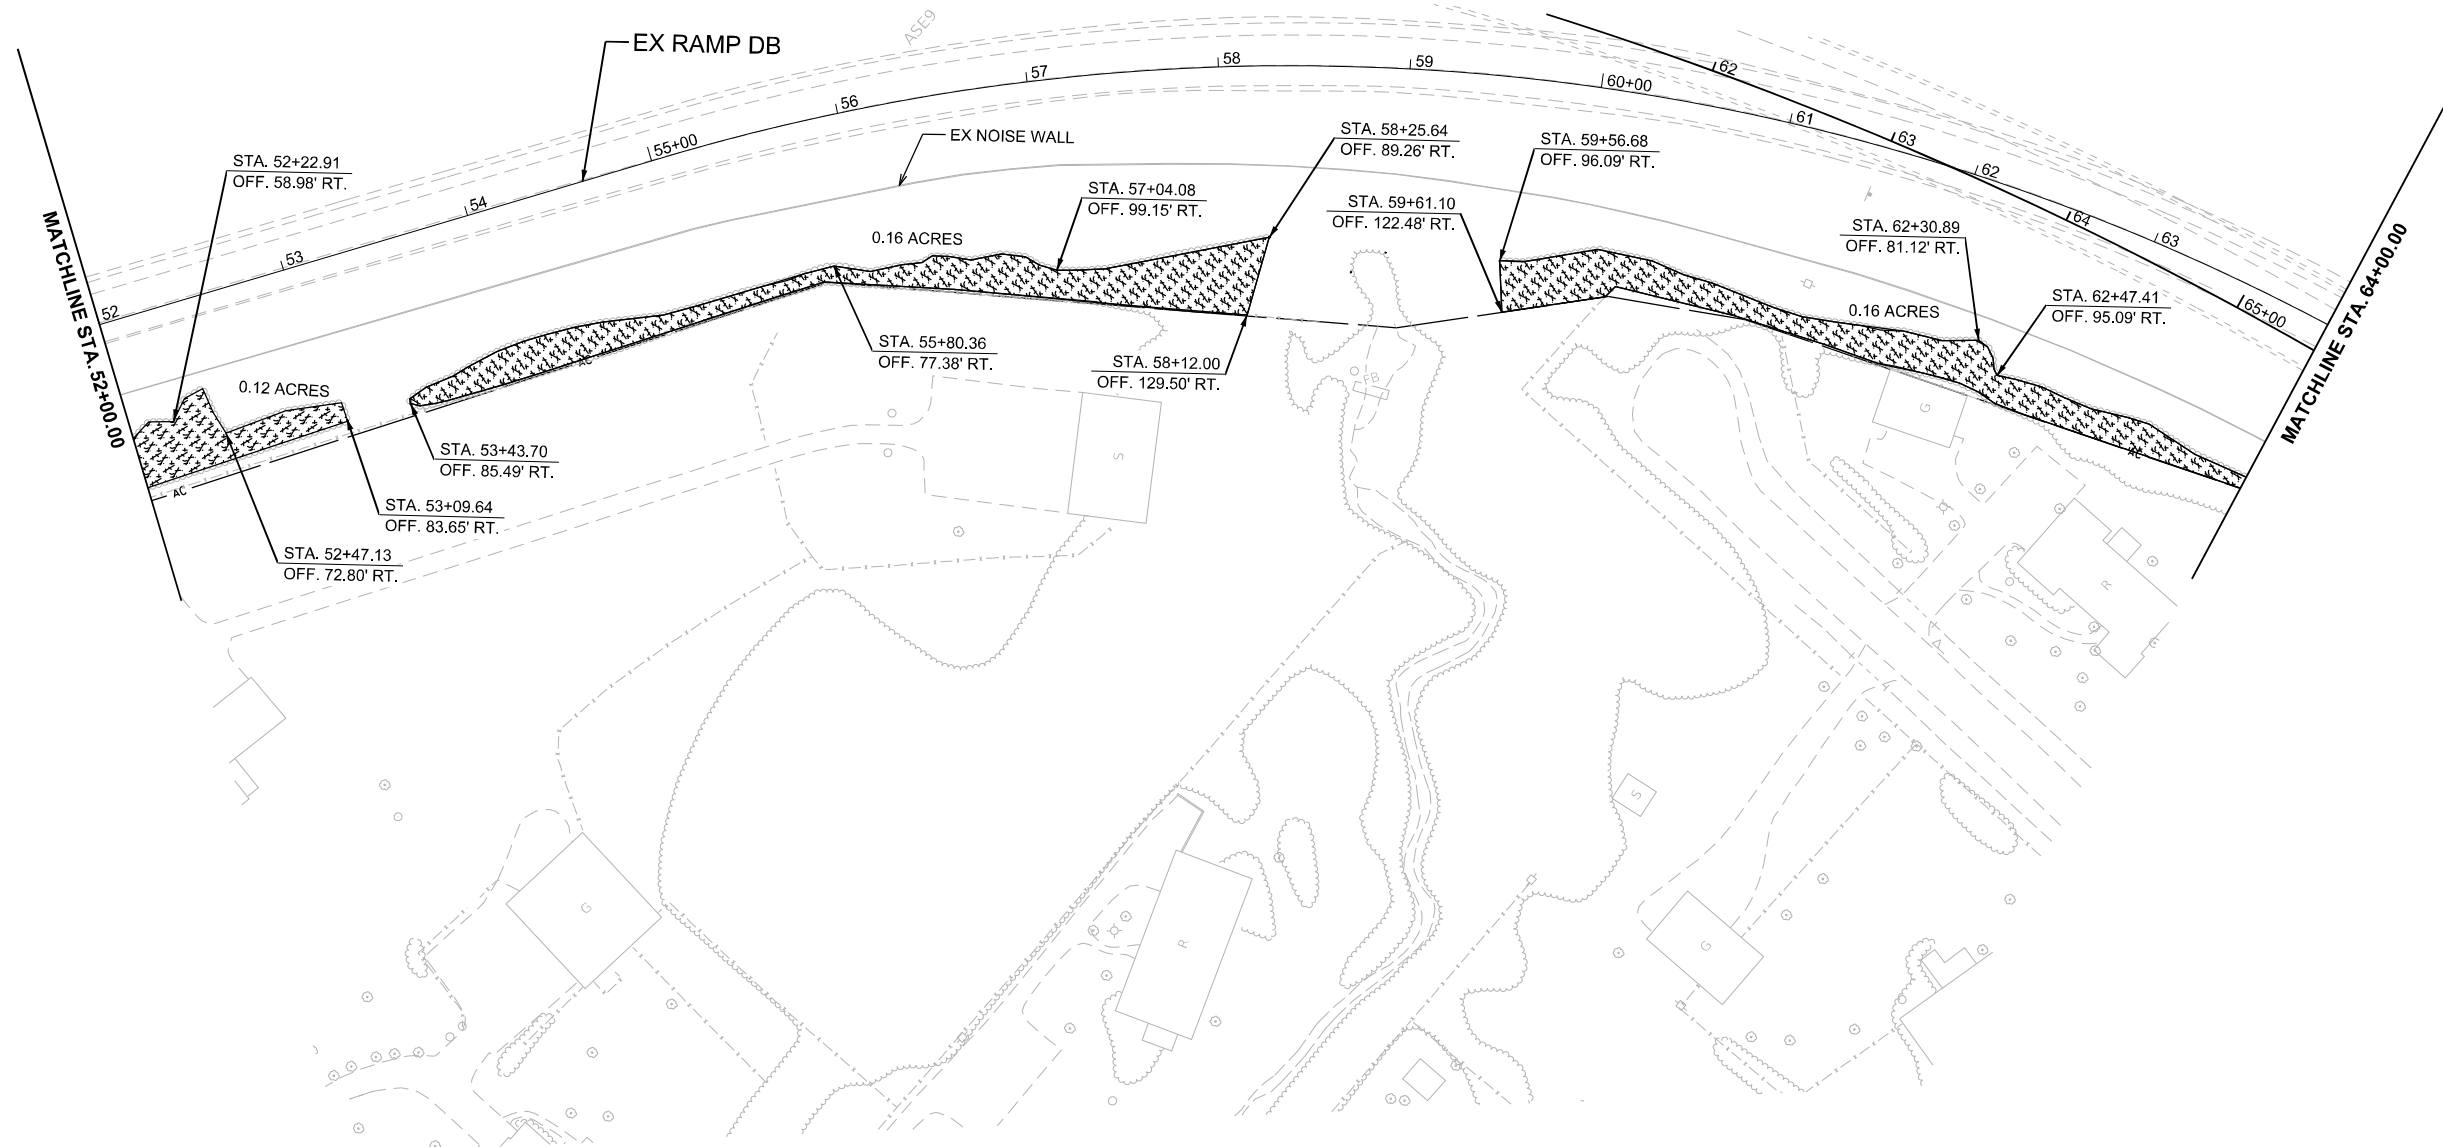 ASE9
EX RAMP DB
52
53
54
55+00
56
57
58
59
60+00
61
62
63
62
63
64
65+00
EX NOISE WALL
STA. 52+22.91
OFF. 58.98' RT.
STA. 58+25.64
OFF. 89.26' RT.
STA. 59+56.68
OFF. 96.09' RT.
STA. 57+04.08
OFF. 99.15' RT.
STA. 59+61.10
OFF. 122.48' RT.
STA. 62+30.89
OFF. 81.12' RT.
STA. 62+47.41
OFF. 95.09' RT.
0.16 ACRES
0.16 ACRES
0.12 ACRES
MATCHLINE STA. 52+00.00
MATCHLINE STA. 64+00.00
STA. 55+80.36
OFF. 77.38' RT.
STA. 58+12.00
OFF. 129.50' RT.
STA. 53+43.70
OFF. 85.49' RT.
STA. 53+09.64
OFF. 83.65' RT.
STA. 52+47.13
OFF. 72.80' RT.
AC
AC
AC
FB
S
G
R
S
G
R
G